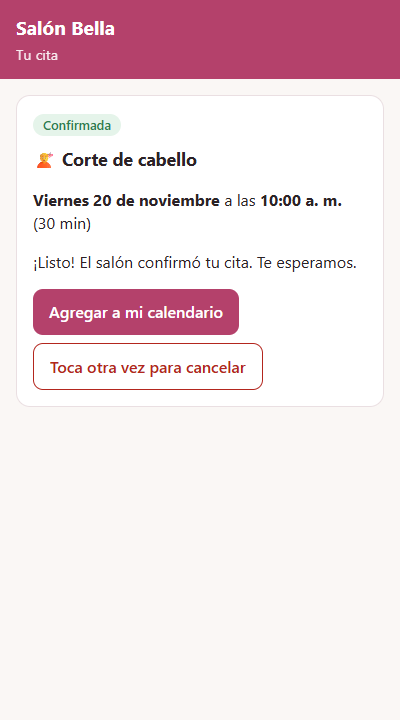 Salón Bella
Tu cita
Confirmada
Corte de cabello
Viernes 20 de noviembre a las 10:00 a. m.
(30 min)
¡Listo! El salón confirmó tu cita. Te esperamos.
Agregar a mi calendario
Toca otra vez para cancelar